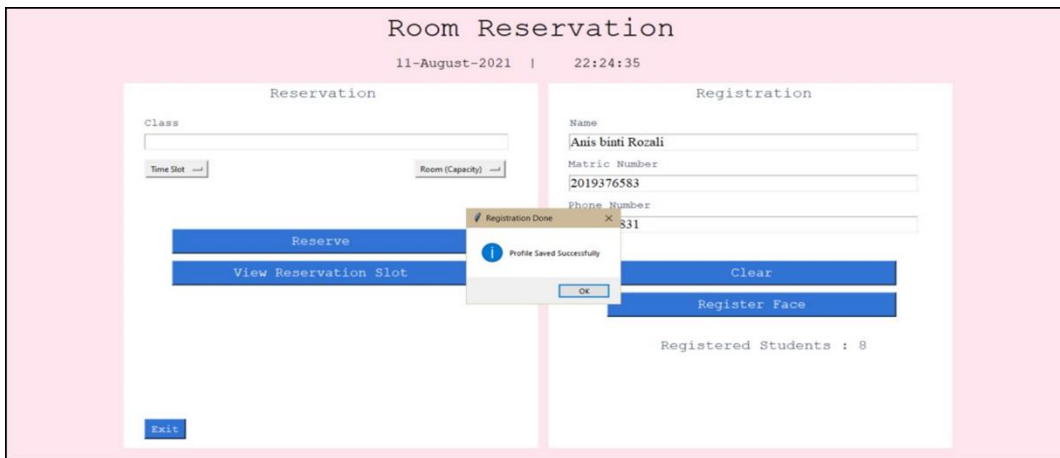 Room Reservation
11-August-2021 | 22:24:35
Reservation
Class
Time Slot
Room (Capacity)
Reserve
View Reservation Slot
Exit
Registration
Name
Anis binti Rozali
Matric Number
2019376583
Phone Number
831
Clear
Register Face
Registered Students : 8
Registration Done
Profile Saved Successfully
OK